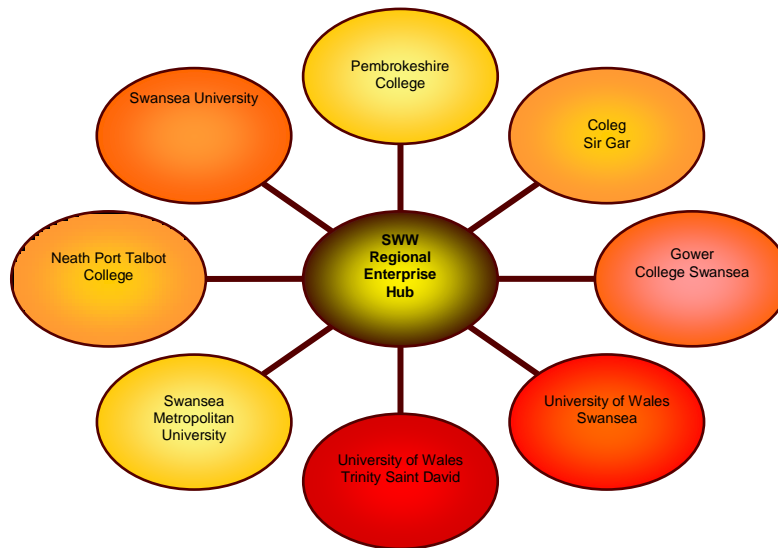 Pembrokeshire
College
Swansea University
Coleg
Sir Gar
SWW
Regional
Enterprise
Hub
Neath Port Talbot
College
Gower
College Swansea
Swansea
Metropolitan
University
University of Wales
Swansea
University of Wales
Trinity Saint David